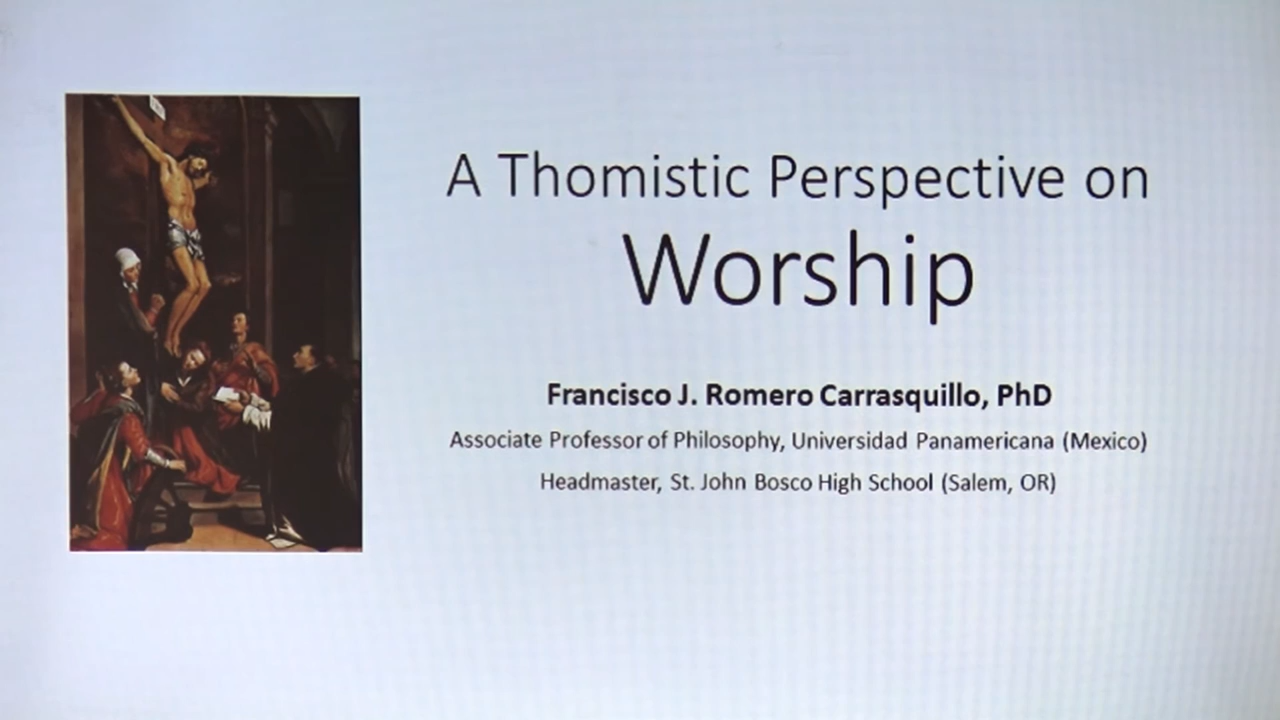 A Thomistic Perspective on
Worship
Francisco J. Romero Carrasquillo, PhD
Associate Professor of Philosophy, Universidad Panamericana (Mexico)
Headmaster, St. John Bosco High School (Salem, OR)